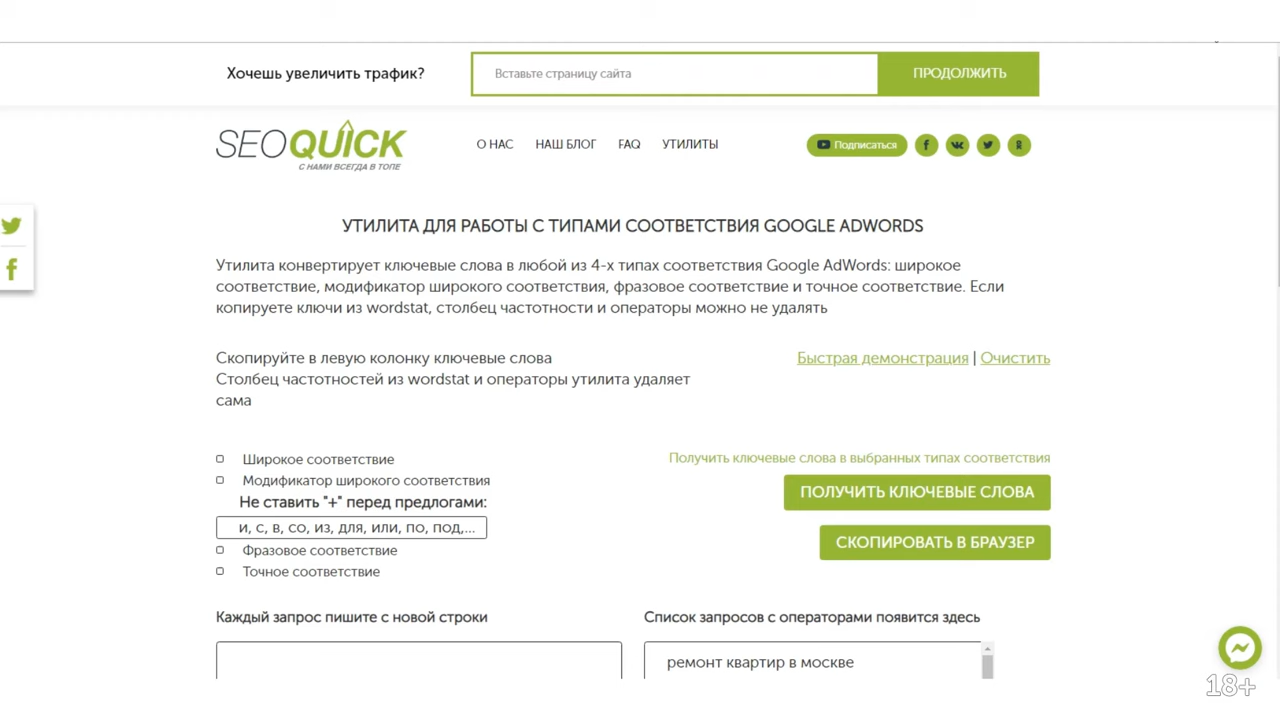 Хочешь увеличить трафик?
Вставьте страницу сайта
ПРОДОЛЖИТЬ
SEOQUICK
С НАМИ ВСЕГДА В ТОПЕ
О НАС НАШ БЛОГ FAQ УТИЛИТЫ
Подписаться
УТИЛИТА ДЛЯ РАБОТЫ С ТИПАМИ СООТВЕТСТВИЯ GOOGLE ADWORDS
Утилита конвертирует ключевые слова в любой из 4-х типах соответствия Google AdWords: широкое
соответствие, модификатор широкого соответствия, фразовое соответствие и точное соответствие. Если
копируете ключи из wordstat, столбец частотности и операторы можно не удалять
Скопируйте в левую колонку ключевые слова
Столбец частотностей из wordstat и операторы утилита удаляет
сама
Быстрая демонстрация | Очистить
Широкое соответствие
Модификатор широкого соответствия
Не ставить "+" перед предлогами:
и, с, в, со, из, для, или, по, под,...
Фразовое соответствие
Точное соответствие
Получить ключевые слова в выбранных типах соответствия
ПОЛУЧИТЬ КЛЮЧЕВЫЕ СЛОВА
СКОПИРОВАТЬ В БРАУЗЕР
Каждый запрос пишите с новой строки
Список запросов с операторами появится здесь
ремонт квартир в москве
18+